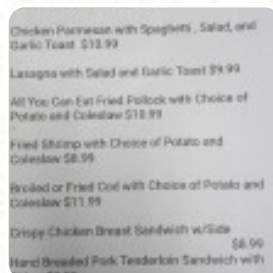 Chicken Parmesan with Spaghetti , Salad, and
Garlic Toast $13.99
Lasagna with Salad and Garlic Toast $9.99
All You Can Eat Fried Pollock with Choice of
Potato and Coleslaw $10.99
Fried Shrimp with Choice of Potato and
Coleslaw $8.99
Broiled or Fried Cod with Choice of Potato and
Coleslaw $11.99
Crispy Chicken Breast Sandwich w/Side
$8.99
Hand Breaded Pork Tenderloin Sandwich with